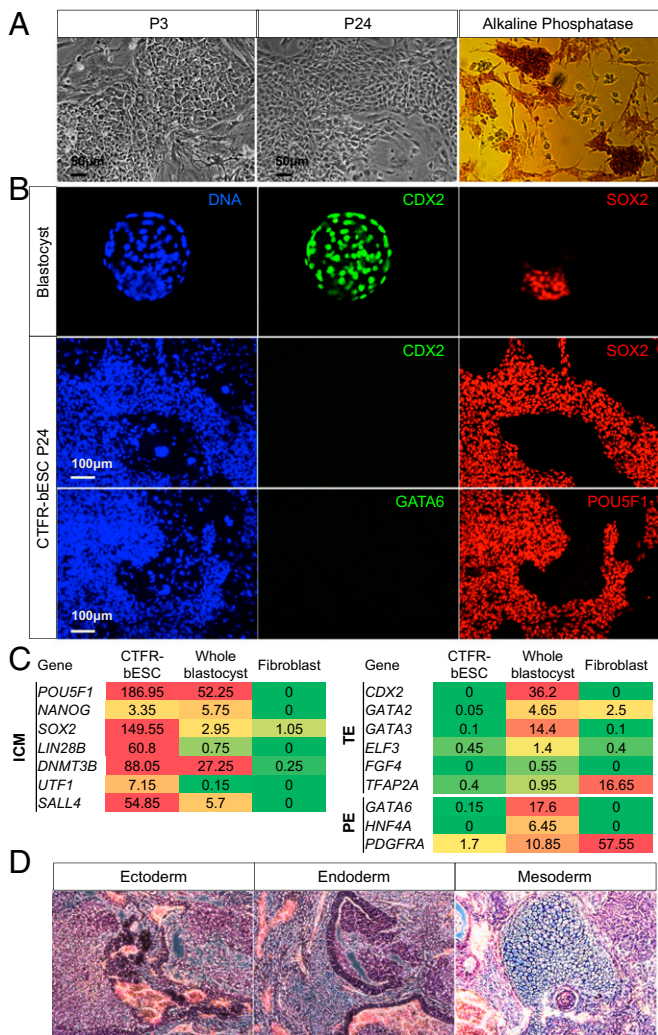 A
P3 P24 Alkaline Phosphatase
50µm 50µm
B
Blastocyst
DNA CDX2 SOX2
CTFR-bESC P24
CDX2 SOX2
100µm
GATA6 POU5F1
100µm
C
Gene CTFR-bESC Whole blastocyst Fibroblast
ICM
POU5F1 186.95 52.25 0
NANOG 3.35 5.75 0
SOX2 149.55 2.95 1.05
LIN28B 60.8 0.75 0
DNMT3B 88.05 27.25 0.25
UTF1 7.15 0.15 0
SALL4 54.85 5.7 0
Gene CTFR-bESC Whole blastocyst Fibroblast
TE
CDX2 0 36.2 0
GATA2 0.05 4.65 2.5
GATA3 0.1 14.4 0.1
ELF3 0.45 1.4 0.4
FGF4 0 0.55 0
TFAP2A 0.4 0.95 16.65
PE
GATA6 0.15 17.6 0
HNF4A 0 6.45 0
PDGFRA 1.7 10.85 57.55
D
Ectoderm Endoderm Mesoderm